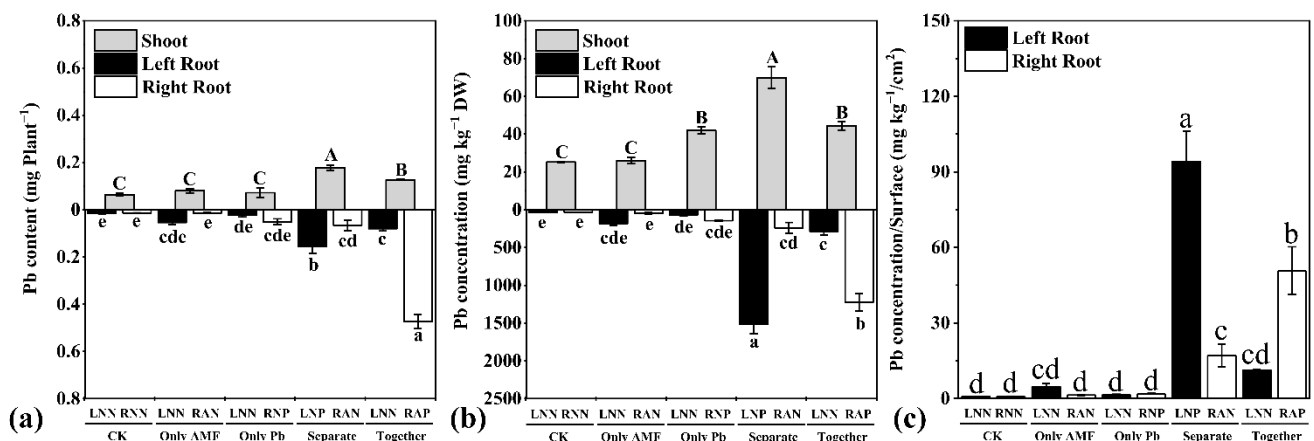 Pb content (mg Plant⁻¹)
0.8
0.6
0.4
0.2
0
0.2
0.4
0.6
0.8
Shoot
Left Root
Right Root
C
C
C
A
B
e
e
cde
e
de
cde
b
cd
c
a
LNN RNN LNN RAN LNN RNP LNP RAN LNN RAP
CK Only AMF Only Pb Separate Together
(a)
Pb concentration (mg kg⁻¹ DW)
100
80
60
40
20
0
500
1000
1500
2000
2500
Shoot
Left Root
Right Root
C
C
B
A
B
e
e
de
e
de
cde
a
cd
c
b
LNN RNN LNN RAN LNN RNP LNP RAN LNN RAP
CK Only AMF Only Pb Separate Together
(b)
Pb concentration/Surface (mg kg⁻¹/cm²)
150
120
90
60
30
0
Left Root
Right Root
d
d
cd
d
d
d
a
c
cd
b
LNN RNN LNN RAN LNN RNP LNP RAN LNN RAP
CK Only AMF Only Pb Separate Together
(c)